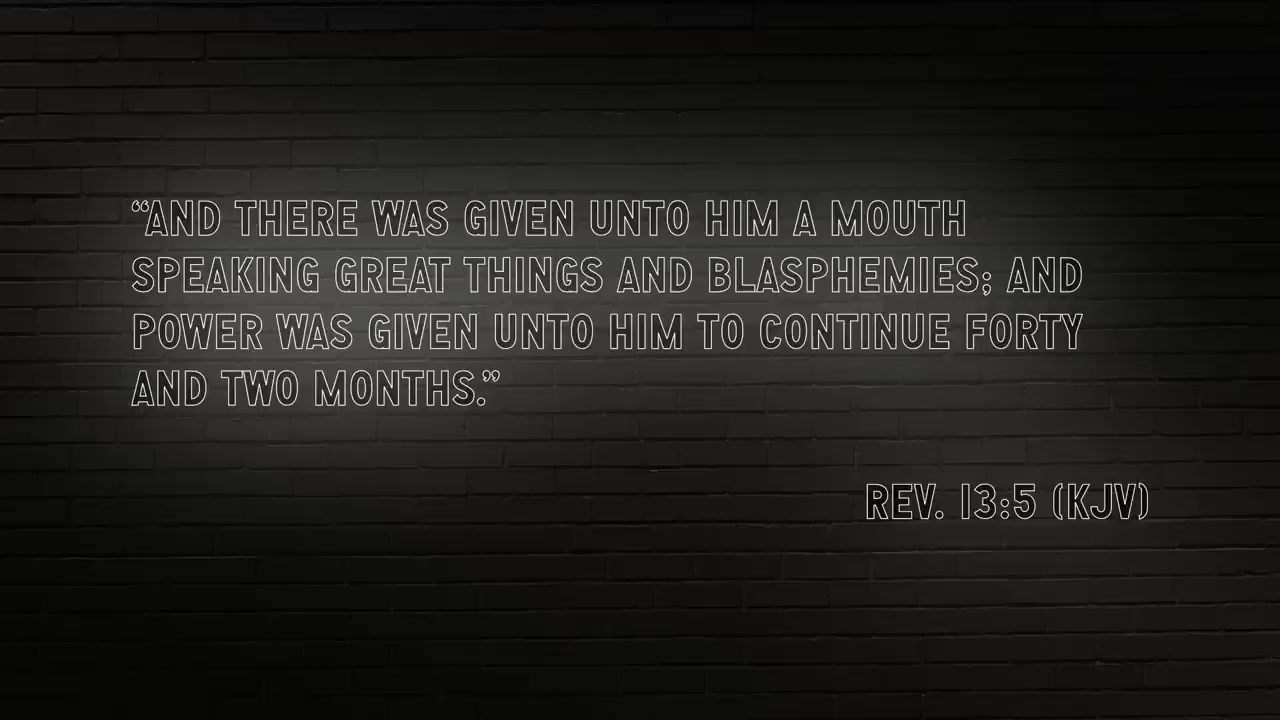 “AND THERE WAS GIVEN UNTO HIM A MOUTH
SPEAKING GREAT THINGS AND BLASPHEMIES; AND
POWER WAS GIVEN UNTO HIM TO CONTINUE FORTY
AND TWO MONTHS.”
REV. 13:5 (KJV)